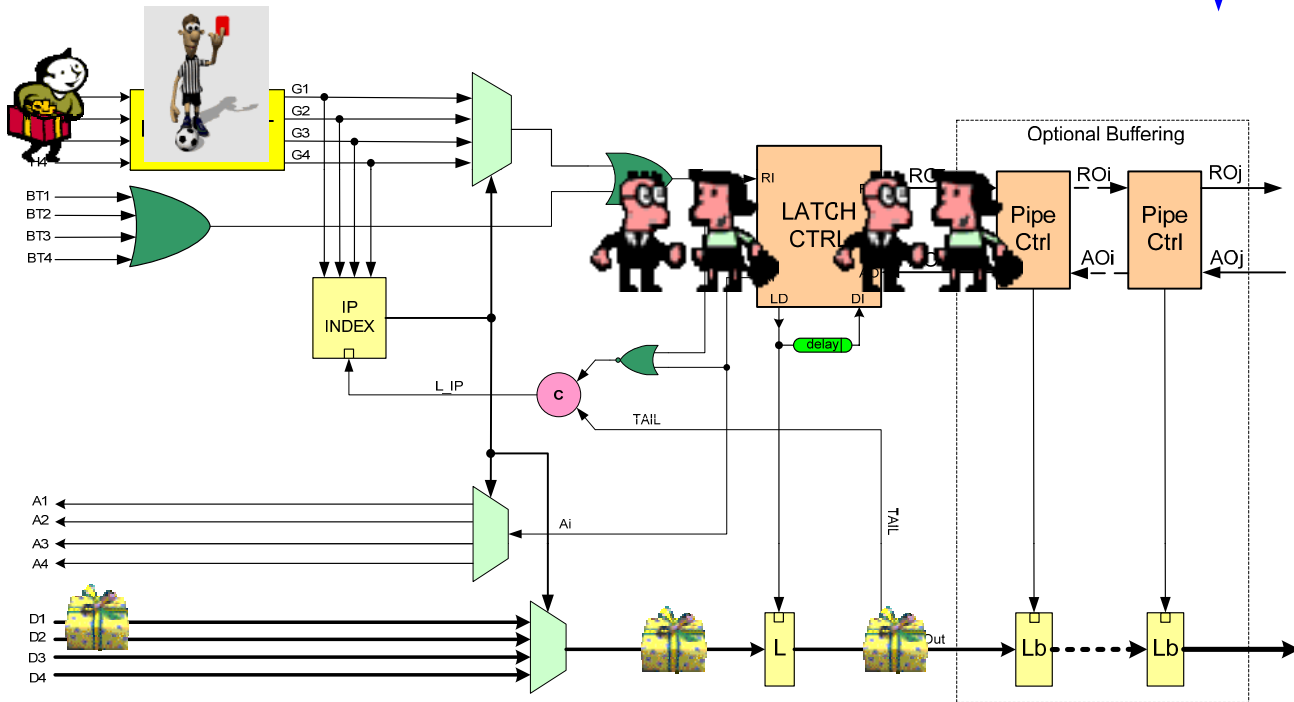 G1
G2
G3
G4
H4
BT1
BT2
BT3
BT4
IP
INDEX
L_IP
C
TAIL
TAIL
RI
LATCH
CTRL
LD
DI
delay
Optional Buffering
ROi
ROj
Pipe
Ctrl
Pipe
Ctrl
AOi
AOj
A1
A2
A3
A4
Ai
D1
D2
D3
D4
L
Out
Lb
Lb